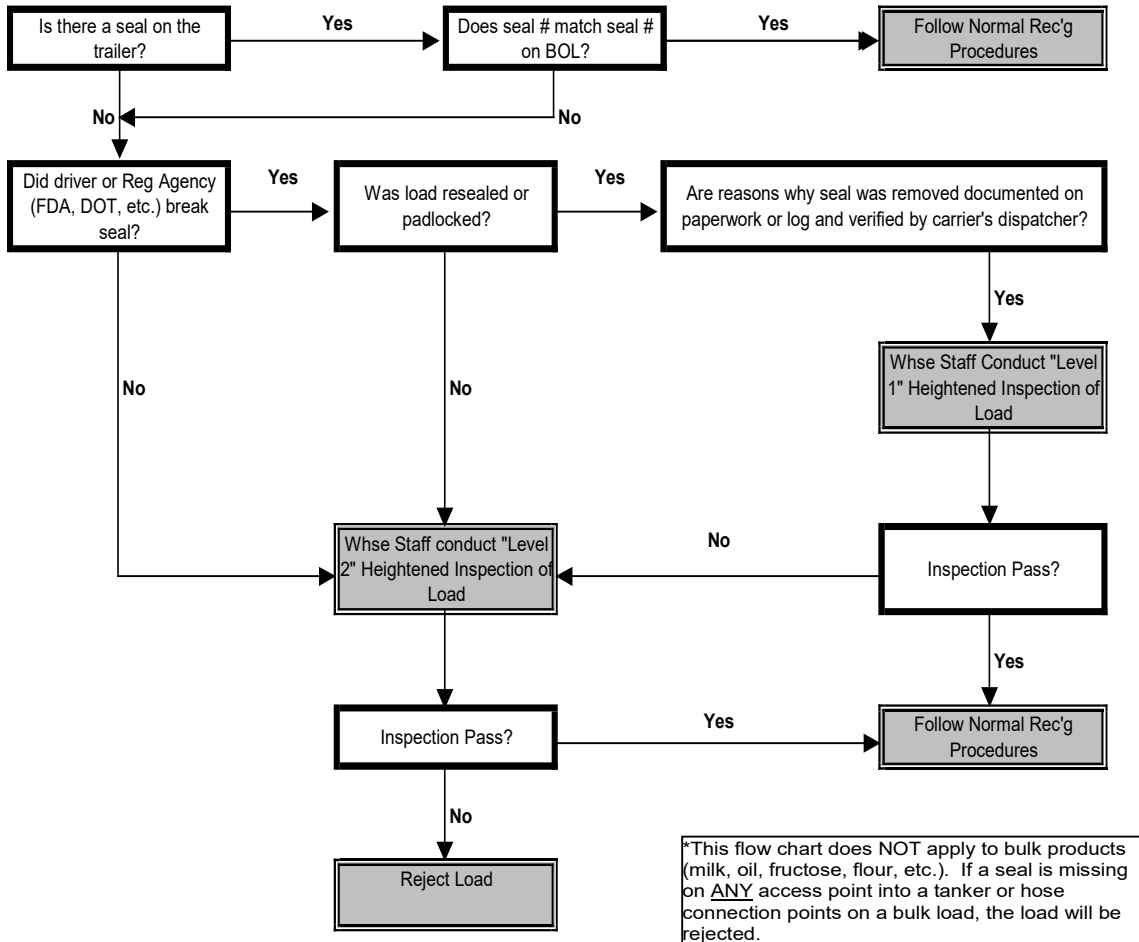 Is there a seal on the
trailer?
Yes
Does seal # match seal #
on BOL?
Yes
Follow Normal Rec'g
Procedures
No
No
Did driver or Reg Agency
(FDA, DOT, etc.) break
seal?
Yes
Was load resealed or
padlocked?
Yes
Are reasons why seal was removed documented on
paperwork or log and verified by carrier's dispatcher?
Yes
No
No
Whse Staff Conduct "Level
1" Heightened Inspection of
Load
Whse Staff conduct "Level
2" Heightened Inspection of
Load
No
Inspection Pass?
Yes
Inspection Pass?
Yes
Follow Normal Rec'g
Procedures
No
Reject Load
*This flow chart does NOT apply to bulk products
(milk, oil, fructose, flour, etc.). If a seal is missing
on ANY access point into a tanker or hose
connection points on a bulk load, the load will be
rejected.